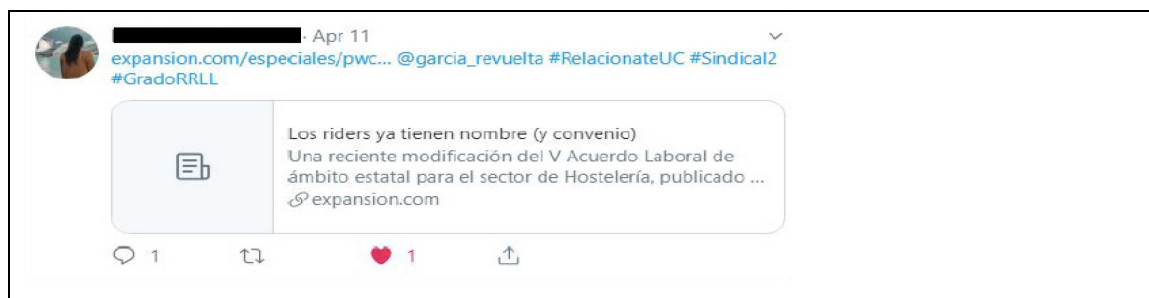 · Apr 11
expansion.com/especiales/pwc... @garcia_revuelta #RelacionateUC #Sindical2
#GradoRRLL
Los riders ya tienen nombre (y convenio)
Una reciente modificación del V Acuerdo Laboral de
ámbito estatal para el sector de Hostelería, publicado ...
expansion.com
1 1